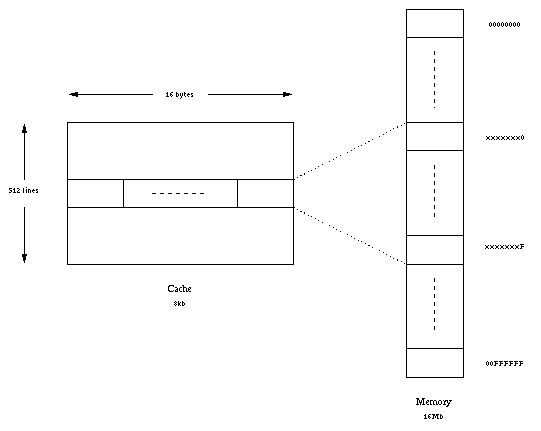 00000000
16 bytes
XXXXXXX0
512 lines
XXXXXXXF
Cache
8kb
00FFFFFF
Memory
16Mb